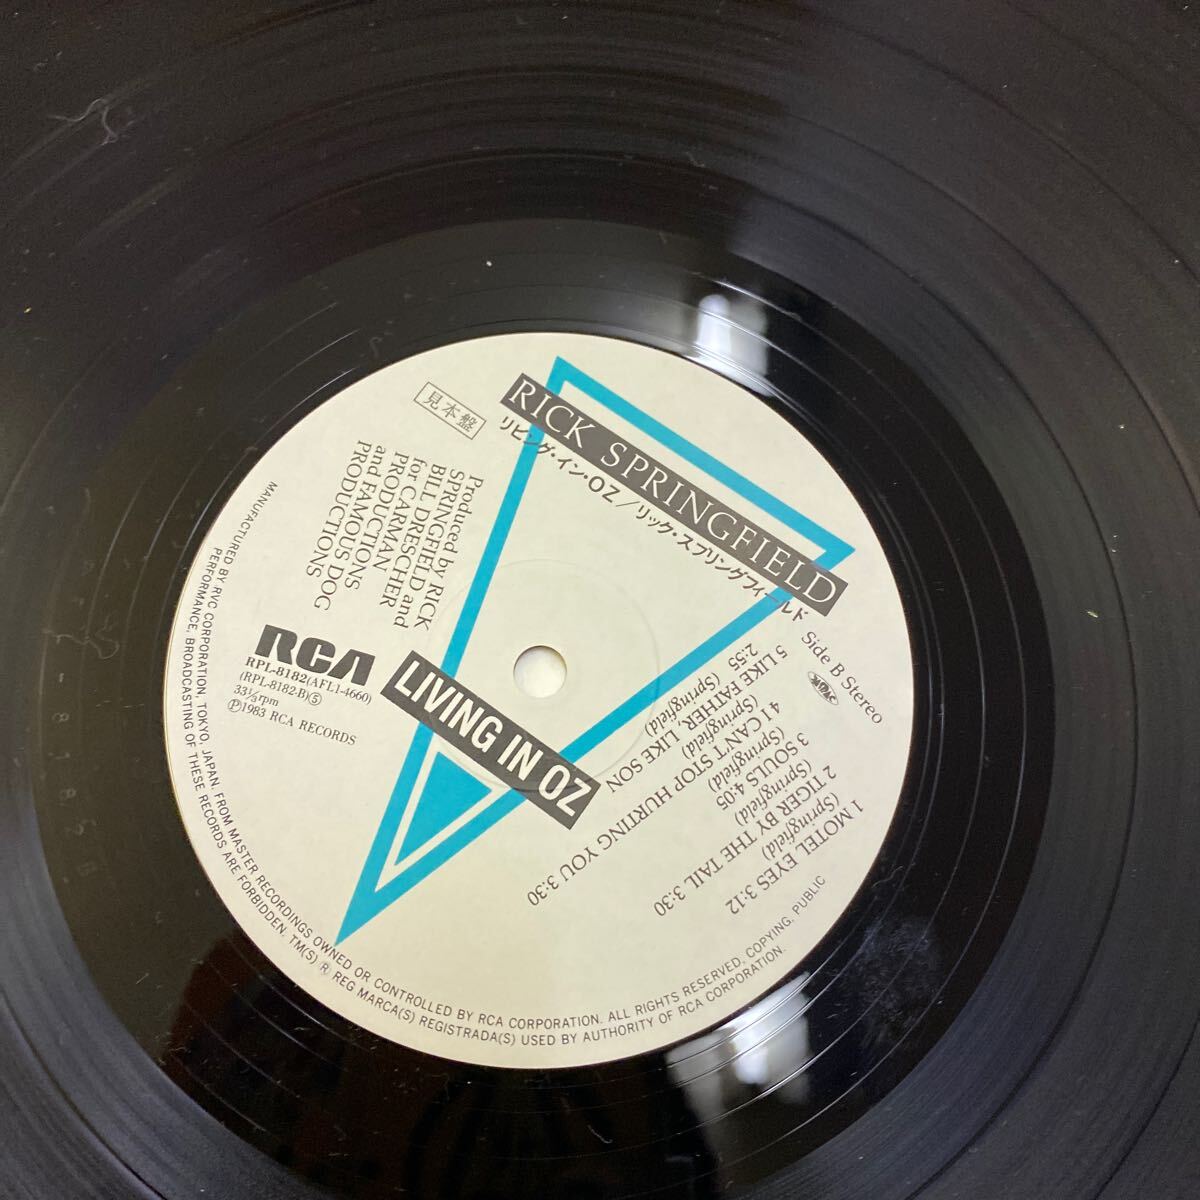 RICK SPRINGFIELD
リビング・イン・OZ/リック・スプリングフィールド
見本盤
Produced by RICK
SPRINGFIELD and
BILL DRESCHER
for CARMAN
PRODUCTIONS
and FAMOUS DOG
PRODUCTIONS
RCA
RPL-8182(AFL1-4660)
(RPL-8182-B)⑤
33⅓rpm
Ⓟ1983 RCA RECORDS
LIVING IN OZ
Side B Stereo
1 MOTEL EYES 3:12
(Springfield)
2 TIGER BY THE TAIL 3:30
(Springfield)
3 SOULS 4:05
(Springfield)
4 I CAN'T STOP HURTING YOU 3:30
(Springfield)
5 LIKE FATHER, LIKE SON
2:55 (Springfield)
MANUFACTURED BY RVC CORPORATION, TOKYO, JAPAN. FROM MASTER RECORDINGS OWNED OR CONTROLLED BY RCA CORPORATION. ALL RIGHTS RESERVED, COPYING, PUBLIC
PERFORMANCE, BROADCASTING OF THESE RECORDS ARE FORBIDDEN. TM(S) ® REG MARCA(S) REGISTRADA(S) USED BY AUTHORITY OF RCA CORPORATION.